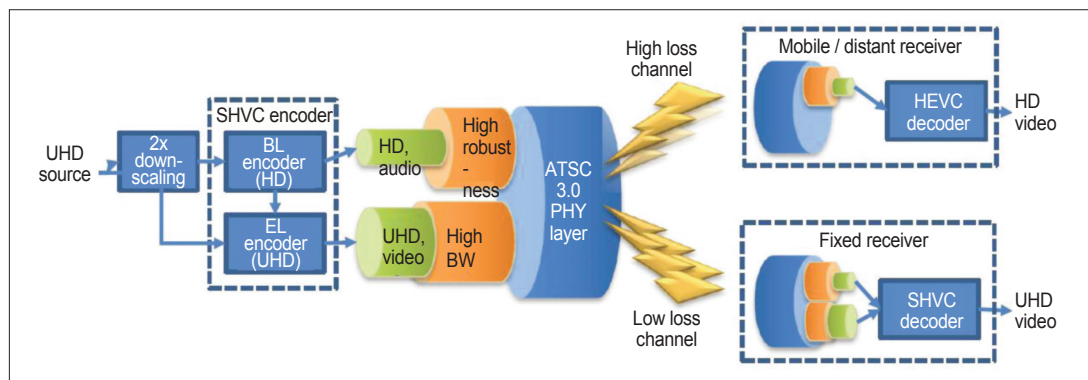 UHD
source
2x
down-
scaling
SHVC encoder
BL
encoder
(HD)
EL
encoder
(UHD)
HD,
audio
High
robust
-
ness
UHD,
video
High
BW
ATSC
3.0
PHY
layer
High loss
channel
Low loss
channel
Mobile / distant receiver
HEVC
decoder
HD
video
Fixed receiver
SHVC
decoder
UHD
video